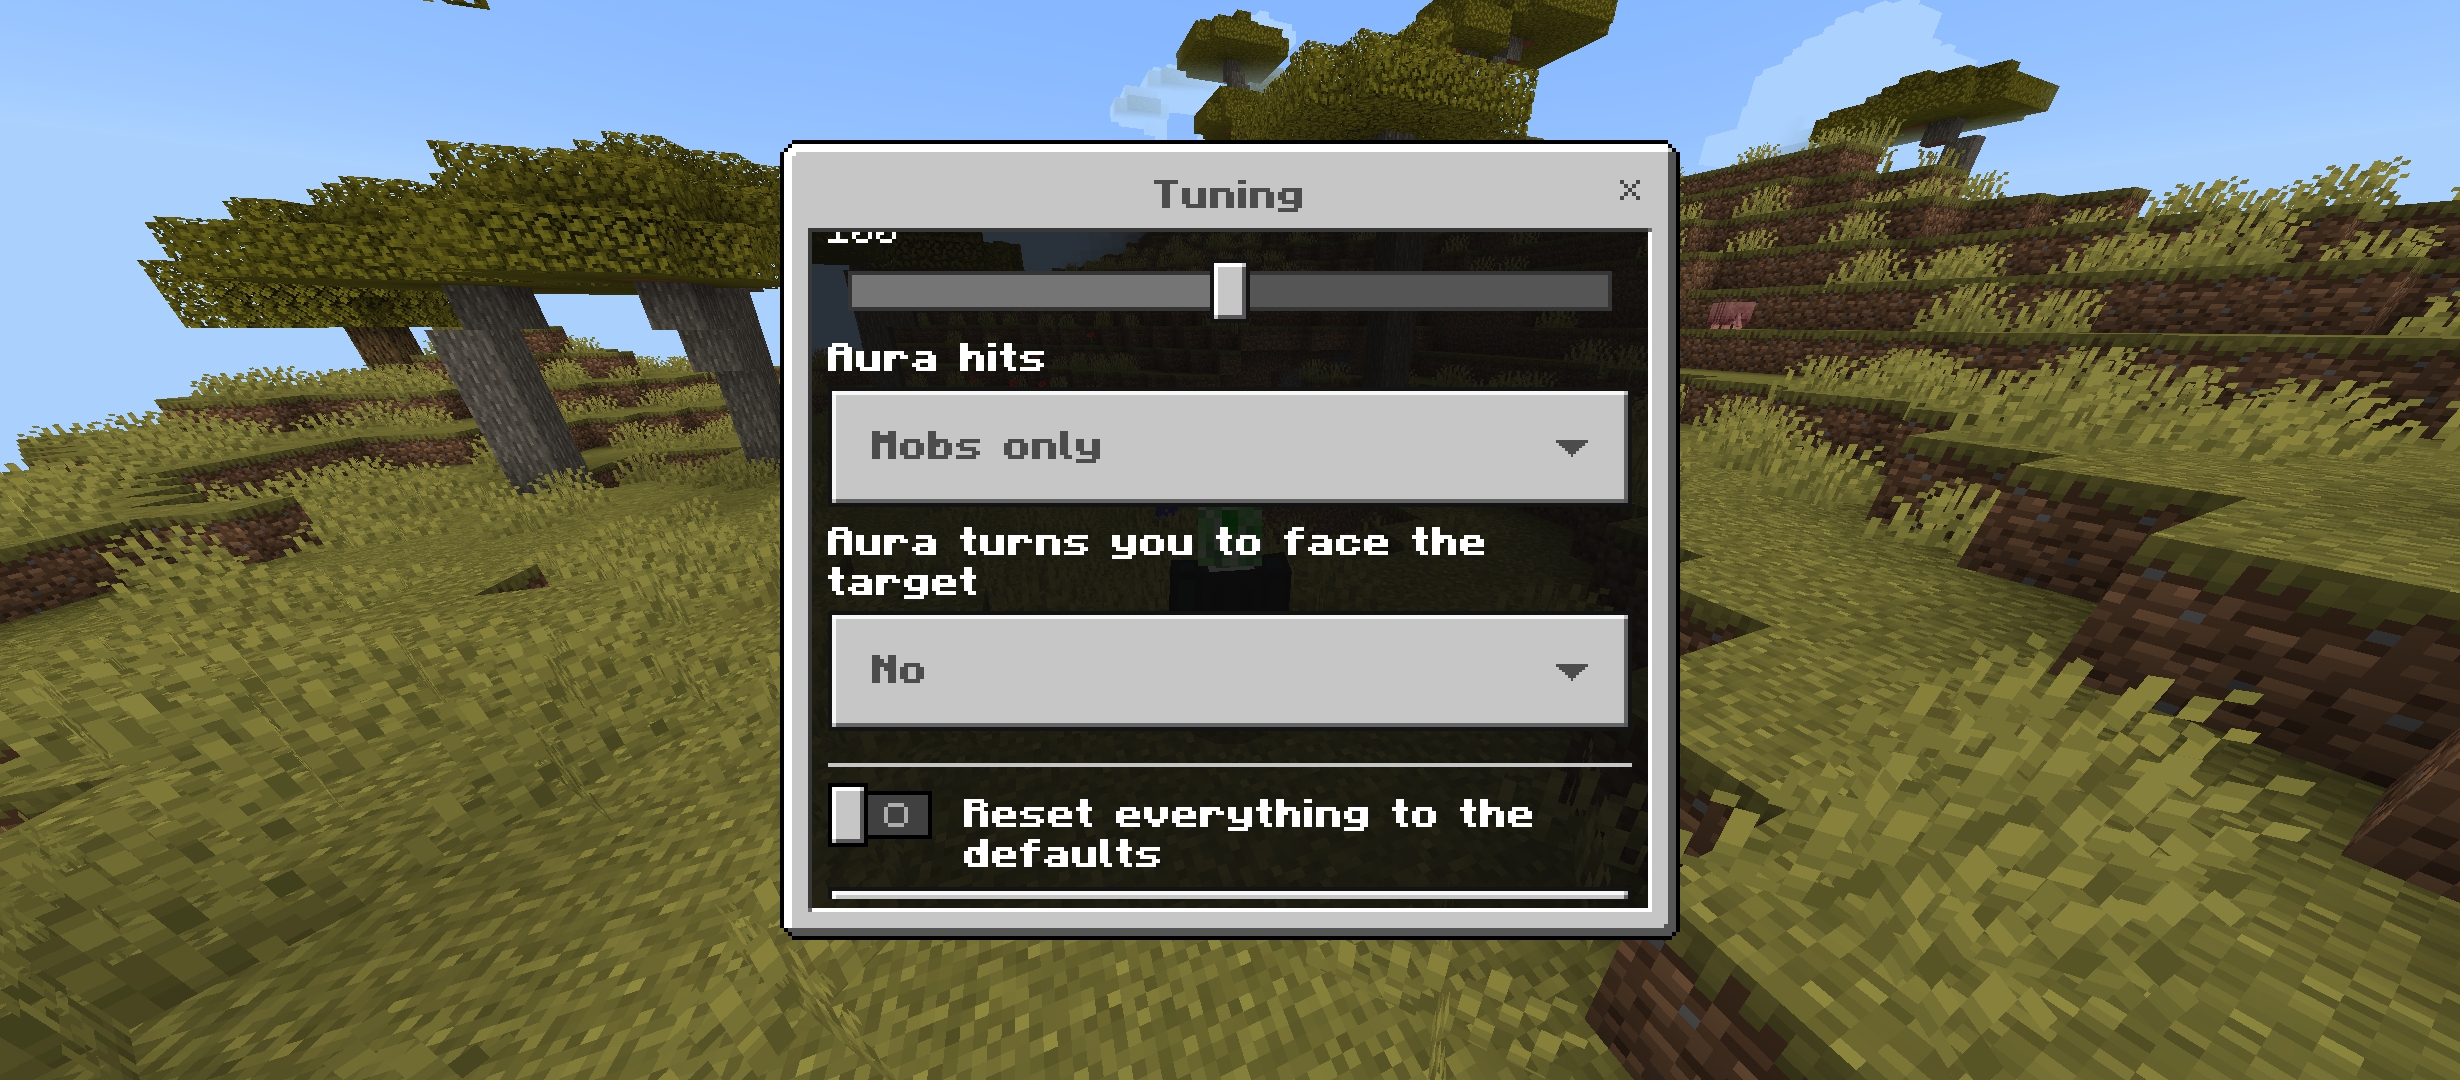 Tuning
Aura hits
Mobs only
Aura turns you to face the
target
No
Reset everything to the
defaults